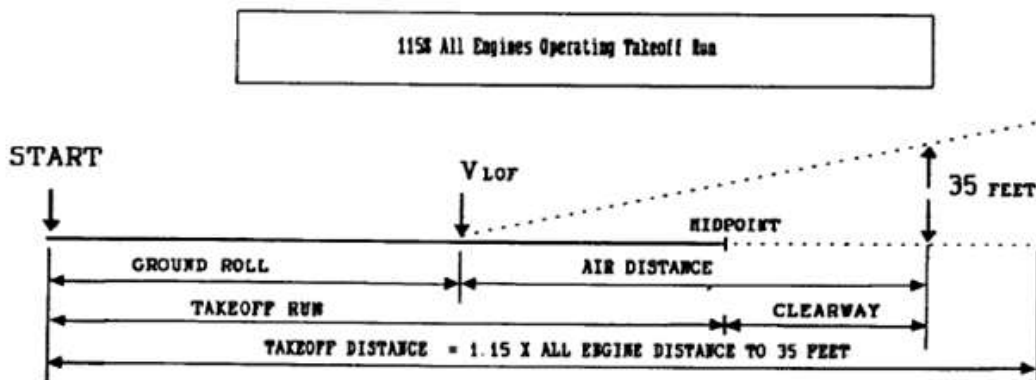 115% All Engines Operating Takeoff Run
START
VLOF
35 FEET
MIDPOINT
GROUND ROLL
AIR DISTANCE
TAKEOFF RUN
CLEARWAY
TAKEOFF DISTANCE = 1.15 X ALL ENGINE DISTANCE TO 35 FEET